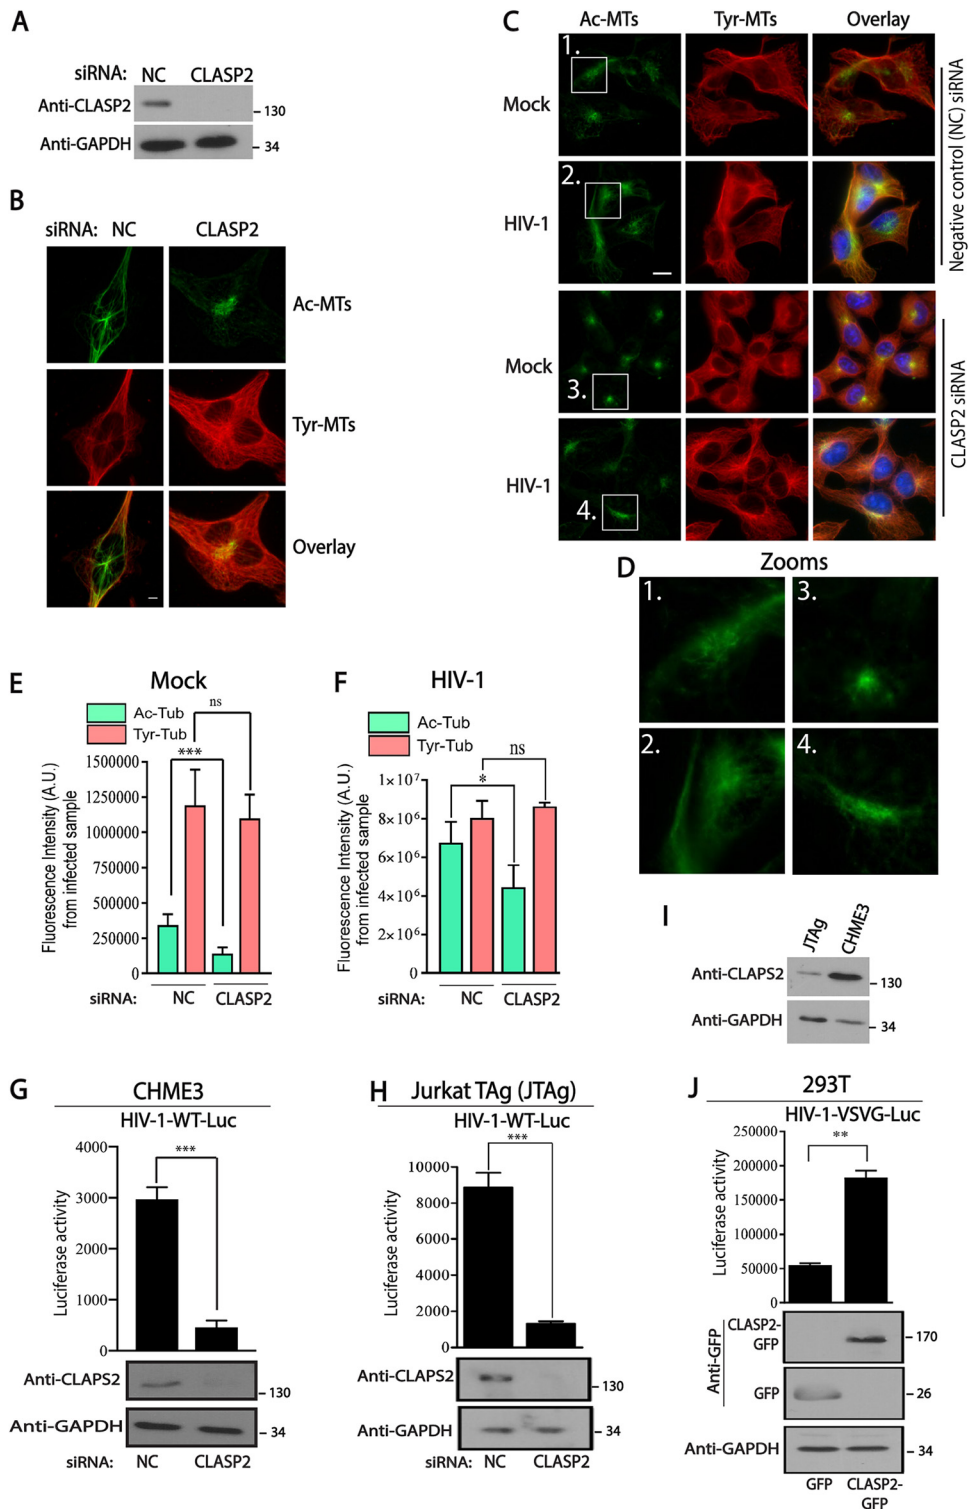 A
siRNA: NC CLASP2
Anti-CLASP2
- 130
Anti-GAPDH
- 34
B
siRNA: NC CLASP2
Ac-MTs
Tyr-MTs
Overlay
C
Ac-MTs Tyr-MTs Overlay
1.
Mock
2.
HIV-1
Negative control (NC) siRNA
Mock
3.
HIV-1
4.
CLASP2 siRNA
D
Zooms
1. 3.
2. 4.
E
Mock
Ac-Tub
Tyr-Tub
ns
***
1500000
1250000
1000000
750000
500000
250000
0
Fluorescence Intensity (A.U.)
from infected sample
siRNA: NC CLASP2
F
HIV-1
Ac-Tub
Tyr-Tub
ns
*
1×10⁷
8×10⁶
6×10⁶
4×10⁶
2×10⁶
0
Fluorescence Intensity (A.U.)
from infected sample
siRNA: NC CLASP2
I
JTAg CHME3
Anti-CLAPS2
- 130
Anti-GAPDH
- 34
G
CHME3
HIV-1-WT-Luc
***
4000
3000
2000
1000
0
Luciferase activity
Anti-CLAPS2
- 130
Anti-GAPDH
- 34
siRNA: NC CLASP2
H
Jurkat TAg (JTAg)
HIV-1-WT-Luc
***
10000
8000
6000
4000
2000
0
Luciferase activity
Anti-CLAPS2
- 130
Anti-GAPDH
- 34
siRNA: NC CLASP2
J
293T
HIV-1-VSVG-Luc
**
250000
200000
150000
100000
50000
0
Luciferase activity
Anti-GFP
CLASP2-
GFP
- 170
GFP
- 26
Anti-GAPDH
- 34
GFP CLASP2-
GFP